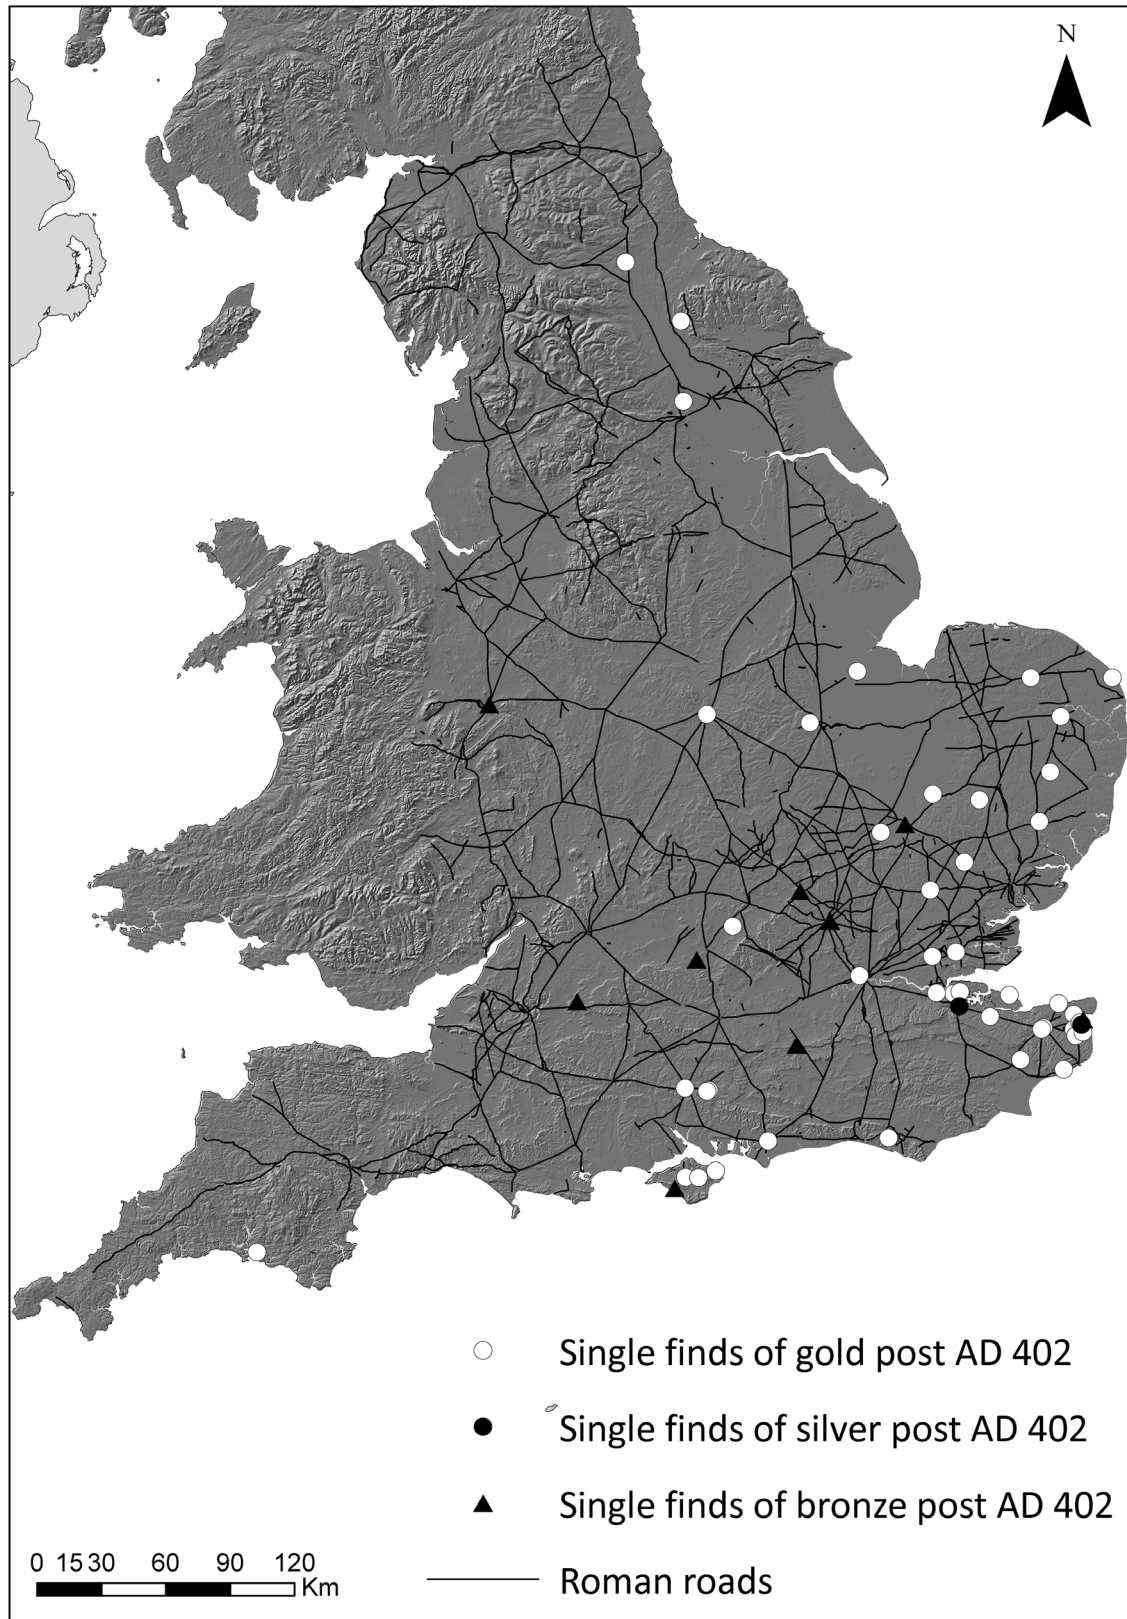 N
Single finds of gold post AD 402
Single finds of silver post AD 402
Single finds of bronze post AD 402
Roman roads
0 15 30 60 90 120
Km